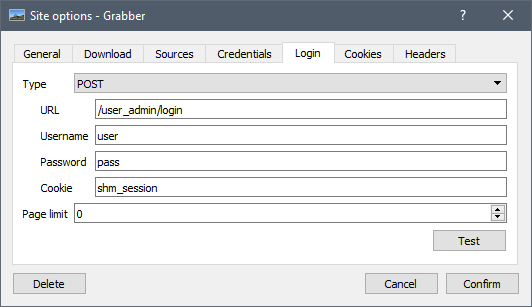 Site options - Grabber
General Download Sources Credentials Login Cookies Headers
Type POST
URL /user_admin/login
Username user
Password pass
Cookie shm_session
Page limit 0
Test
Delete Cancel Confirm